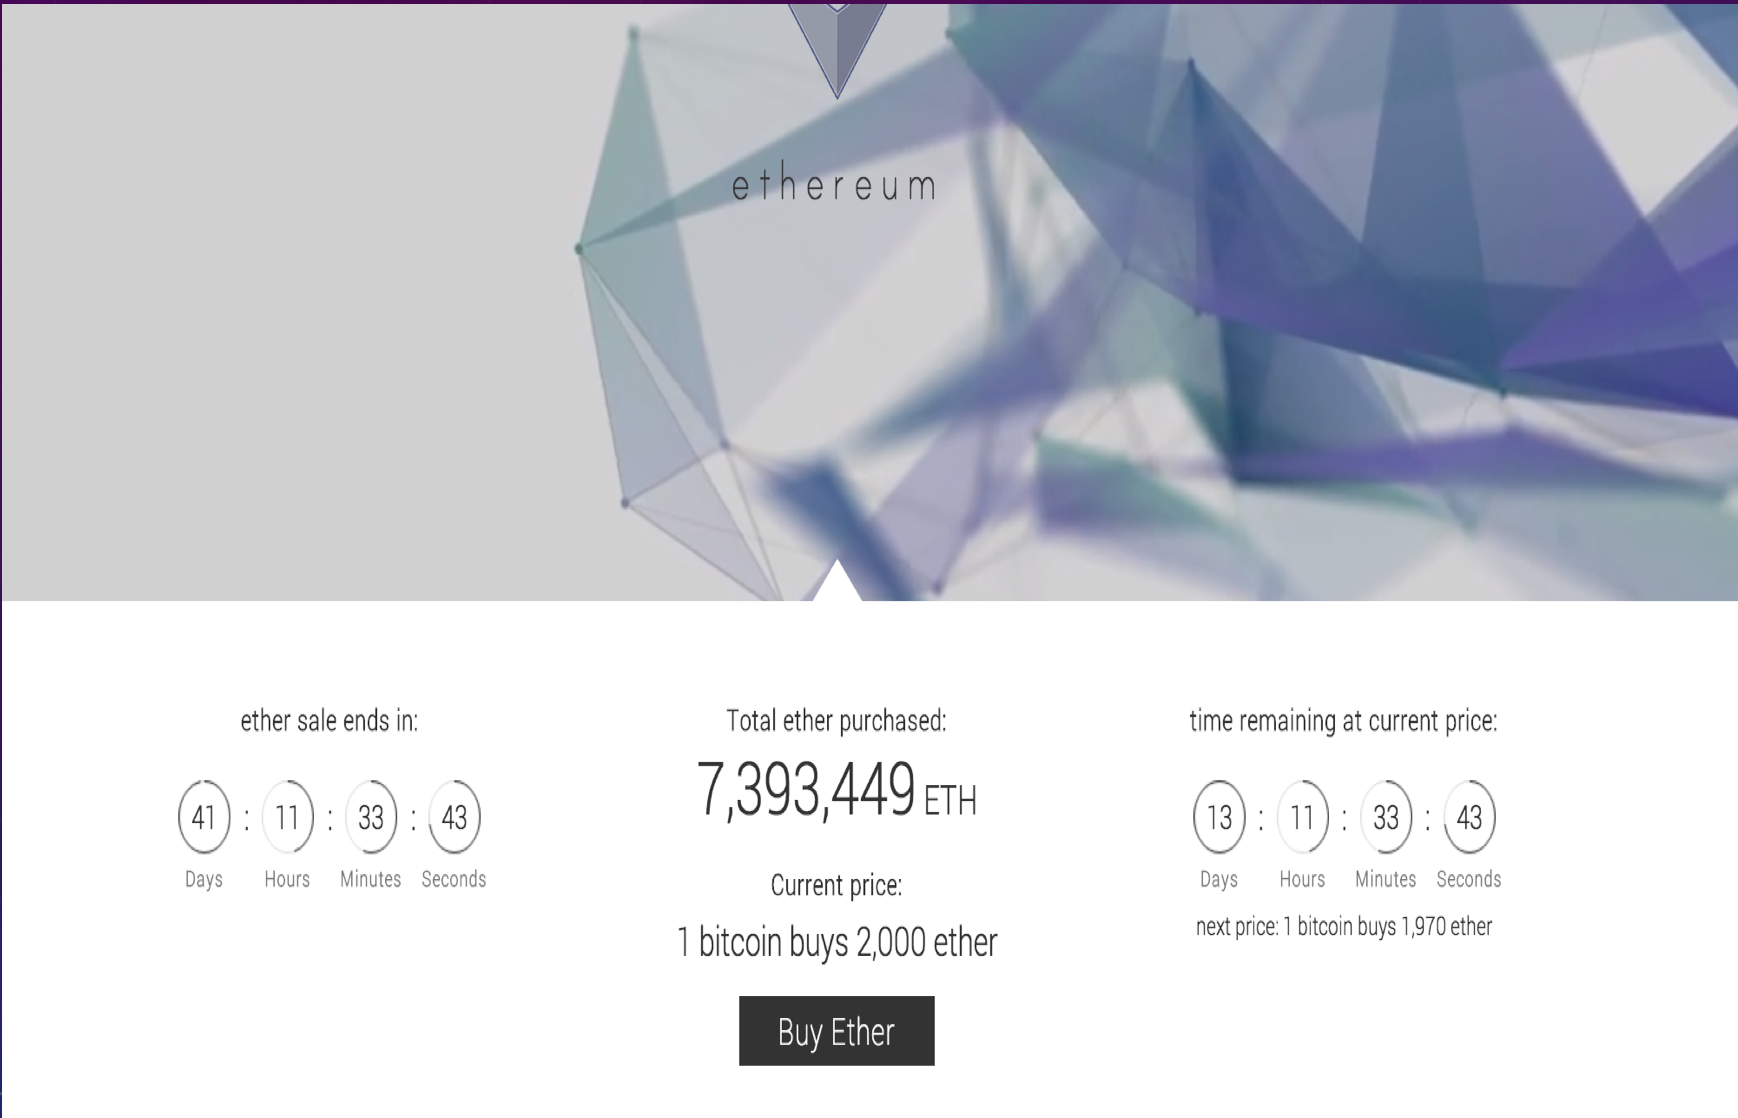 ethereum
ether sale ends in:
41 : 11 : 33 : 43
Days Hours Minutes Seconds
Total ether purchased:
7,393,449 ETH
Current price:
1 bitcoin buys 2,000 ether
Buy Ether
time remaining at current price:
13 : 11 : 33 : 43
Days Hours Minutes Seconds
next price: 1 bitcoin buys 1,970 ether